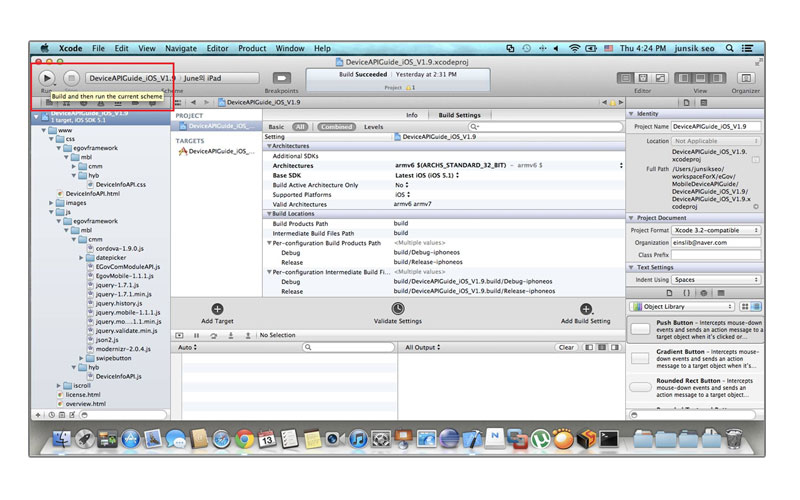 Xcode File Edit View Navigate Editor Product Window Help Thu 4:24 PM junsik seo
DeviceAPIGuide_iOS_V1.9.xcodeproj
DeviceAPIGuide_iOS_V1.9 June의 iPad
Build Succeeded Yesterday at 2:31 PM
Project 1
Run Scheme Breakpoints Editor View Organizer
Build and then run the current scheme
DeviceAPIGuide_iOS_V1.9
DeviceAPIGuide_iOS_V1.9
1 target, iOS SDK 5.1
www
css
egovframework
mbl
cmm
hyb
DeviceInfoAPI.css
DeviceInfoAPI.html
images
js
egovframework
mbl
cmm
cordova-1.9.0.js
datepicker
EGovComModuleAPI.js
EgovMobile-1.1.1.js
jquery-1.7.1.js
jquery-1.7.1.min.js
jquery.history.js
jquery.mobile-1.1.1.js
jquery.mo....1.1.min.js
jquery.validate.min.js
json2.js
modernizr-2.0.4.js
swipebutton
hyb
DeviceInfoAPI.js
iscroll
license.html
overview.html
PROJECT
DeviceAPIGuide_iOS_...
TARGETS
DeviceAPIGuide_iOS_...
Info Build Settings
Basic All Combined Levels
Setting DeviceAPIGuide_iOS_V1.9
Architectures
Additional SDKs
Architectures armv6 $(ARCHS_STANDARD_32_BIT) - armv6 $
Base SDK Latest iOS (iOS 5.1)
Build Active Architecture Only No
Supported Platforms iOS
Valid Architectures armv6 armv7
Build Locations
Build Products Path build
Intermediate Build Files Path build
Per-configuration Build Products Path <Multiple values>
Debug build/Debug-iphoneos
Release build/Release-iphoneos
Per-configuration Intermediate Build Fi... <Multiple values>
Debug build/DeviceAPIGuide_iOS_V1.9.build/Debug-iphoneos
Release build/DeviceAPIGuide_iOS_V1.9.build/Release-iphoneos
Add Target Validate Settings Add Build Setting
No Selection
Auto All Output Clear
Identity
Project Name DeviceAPIGuide_iOS_V1.9
Location Not Applicable
DeviceAPIGuide_iOS_V1.9.
xcodeproj
Full Path /Users/junsikseo/
workspaceForX/eGov/
MobileDeviceAPIGuide/
DeviceAPIGuide_iOS_V1.9/
DeviceAPIGuide_iOS_V1.9.x
codeproj
Project Document
Project Format Xcode 3.2-compatible
Organization einslib@naver.com
Class Prefix
Text Settings
Indent Using Spaces
Object Library
Push Button - Intercepts mouse-down
events and sends an action message to a
target object when it's clicked or...
Gradient Button - Intercepts mouse-
down events and sends an action
message to a target object when it's...
Rounded Rect Button - Intercepts
mouse-down events and sends an
action message to a target object...
13